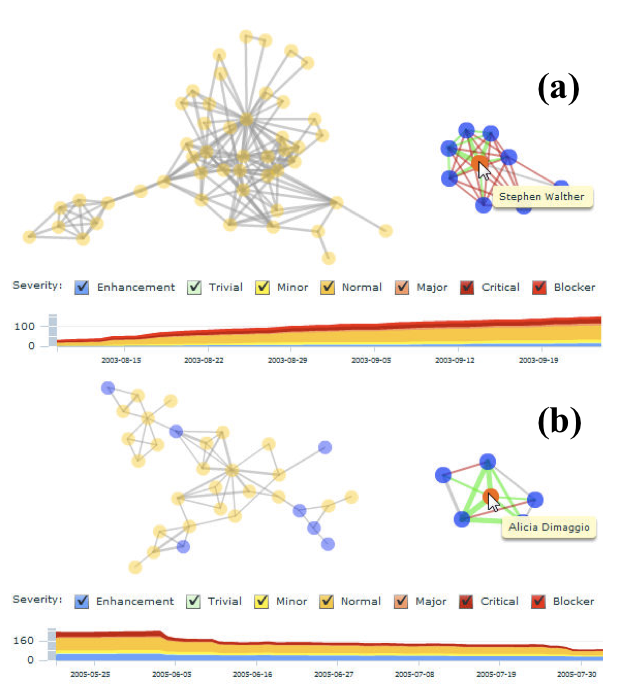 (a)
Stephen Walther
Severity: Enhancement Trivial Minor Normal Major Critical Blocker
100
0
2003-08-15 2003-08-22 2003-08-29 2003-09-05 2003-09-12 2003-09-19
(b)
Alicia Dimaggio
Severity: Enhancement Trivial Minor Normal Major Critical Blocker
160
0
2005-05-25 2005-06-05 2005-06-16 2005-06-27 2005-07-08 2005-07-19 2005-07-30